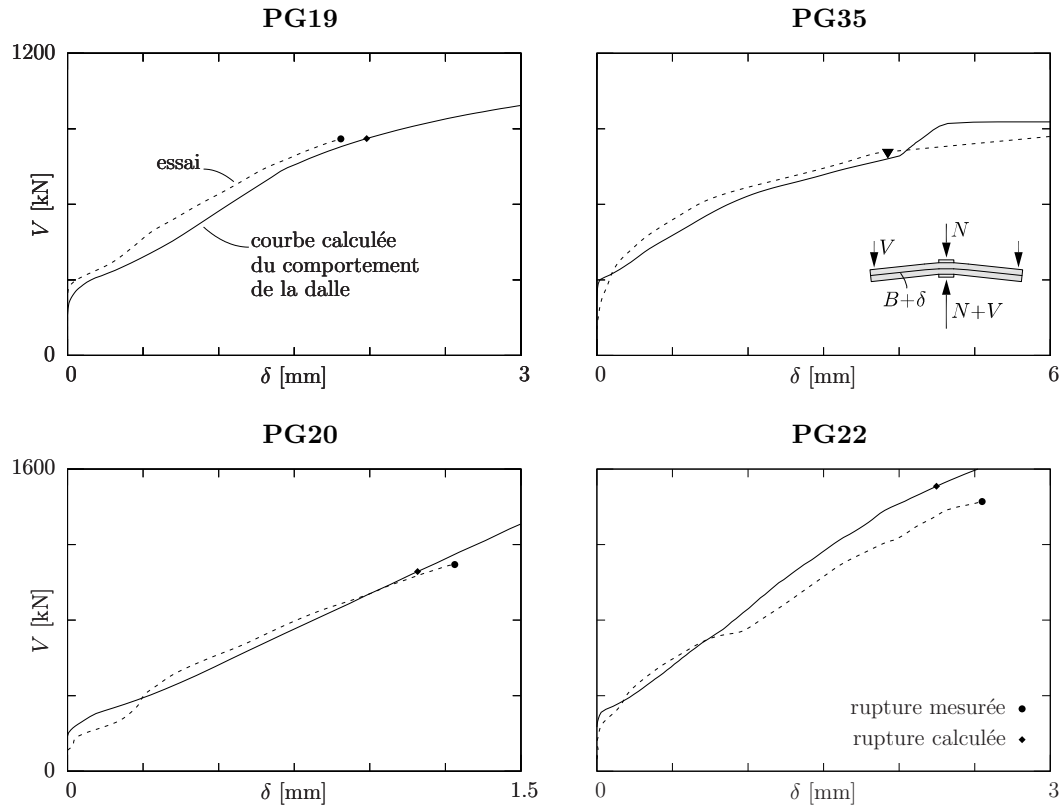 PG19
PG35
1200
essai
V [kN]
courbe calculée
du comportement
de la dalle
0
0
δ [mm]
3
N
V
B+δ
N+V
0
δ [mm]
6
PG20
PG22
1600
V [kN]
0
0
δ [mm]
1.5
rupture mesurée
rupture calculée
0
δ [mm]
3